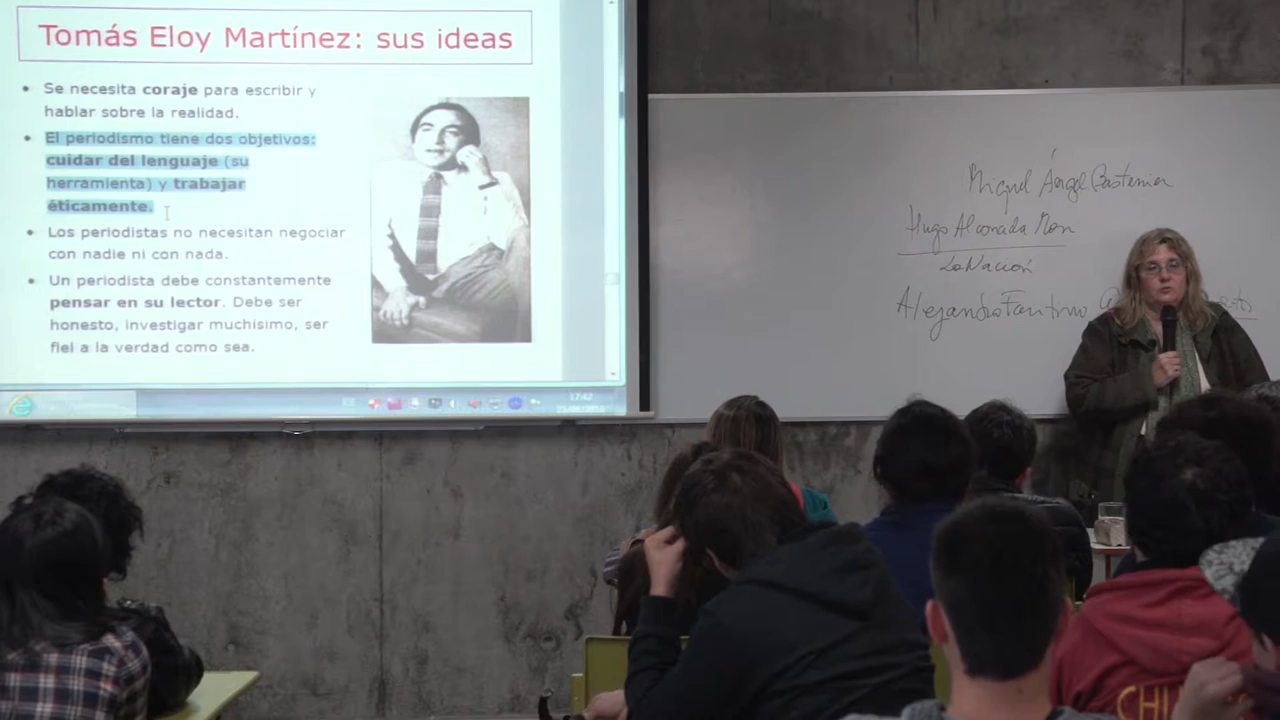 Tomás Eloy Martínez: sus ideas
• Se necesita coraje para escribir y
hablar sobre la realidad.
• El periodismo tiene dos objetivos:
cuidar del lenguaje (su
herramienta) y trabajar
éticamente.
• Los periodistas no necesitan negociar
con nadie ni con nada.
• Un periodista debe constantemente
pensar en su lector. Debe ser
honesto, investigar muchísimo, ser
fiel a la verdad como sea.
17:42
Miguel Ángel Bastenier
Hugo Alconada Mon
La Nación
Alejandro Fantino